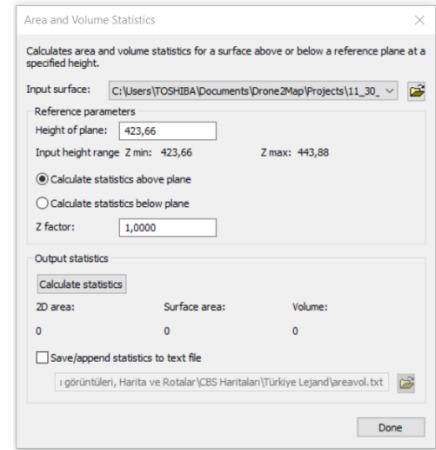 Area and Volume Statistics
Calculates area and volume statistics for a surface above or below a reference plane at a
specified height.
Input surface: C:\Users\TOSHIBA\Documents\Drone2Map\Projects\11_30_
Reference parameters
Height of plane: 423,66
Input height range Z min: 423,66 Z max: 443,88
Calculate statistics above plane
Calculate statistics below plane
Z factor: 1,0000
Output statistics
Calculate statistics
2D area: Surface area: Volume:
0 0 0
Save/append statistics to text file
ı görüntüleri, Harita ve Rotalar\CBS Haritaları\Türkiye Lejand\areavol.txt
Done